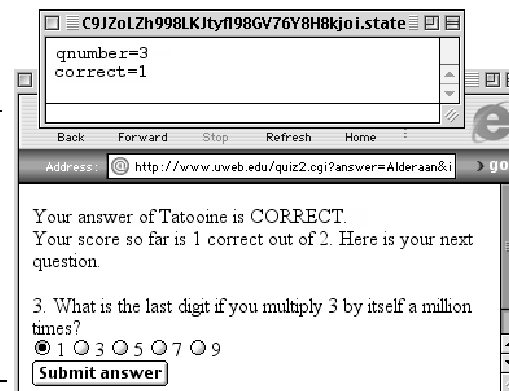 C9JZoLZh998LKJtyfl98GV76Y8H8kjoi.state
qnumber=3
correct=1
Back Forward Stop Refresh Home
Address: @ http://www.uweb.edu/quiz2.cgi?answer=Alderaan&i go
Your answer of Tatooine is CORRECT.
Your score so far is 1 correct out of 2. Here is your next
question.
3. What is the last digit if you multiply 3 by itself a million
times?
1 3 5 7 9
Submit answer